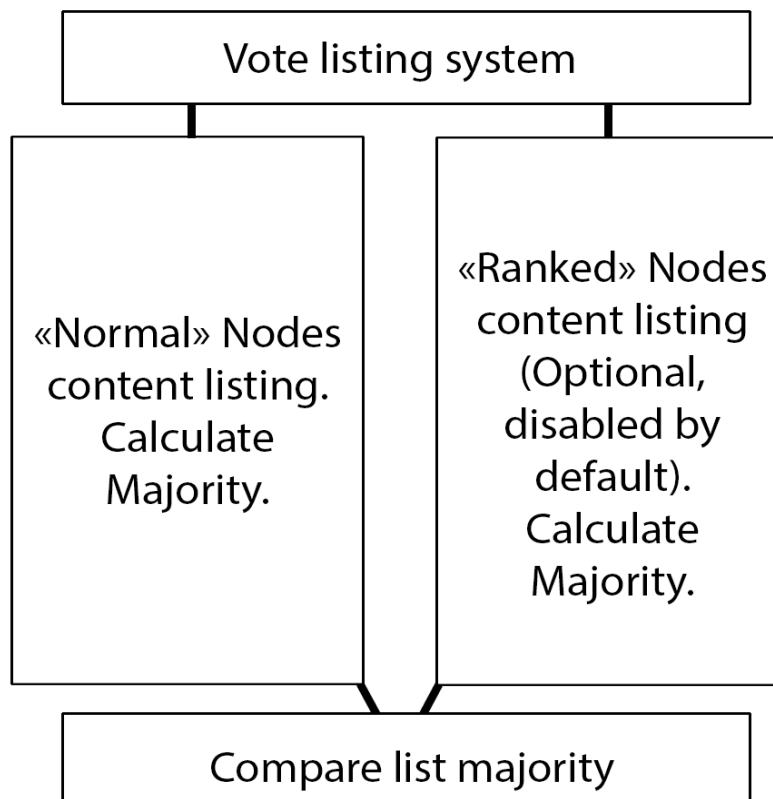 Vote listing system
«Normal» Nodes
content listing.
Calculate
Majority.
«Ranked» Nodes
content listing
(Optional,
disabled by
default).
Calculate
Majority.
Compare list majority